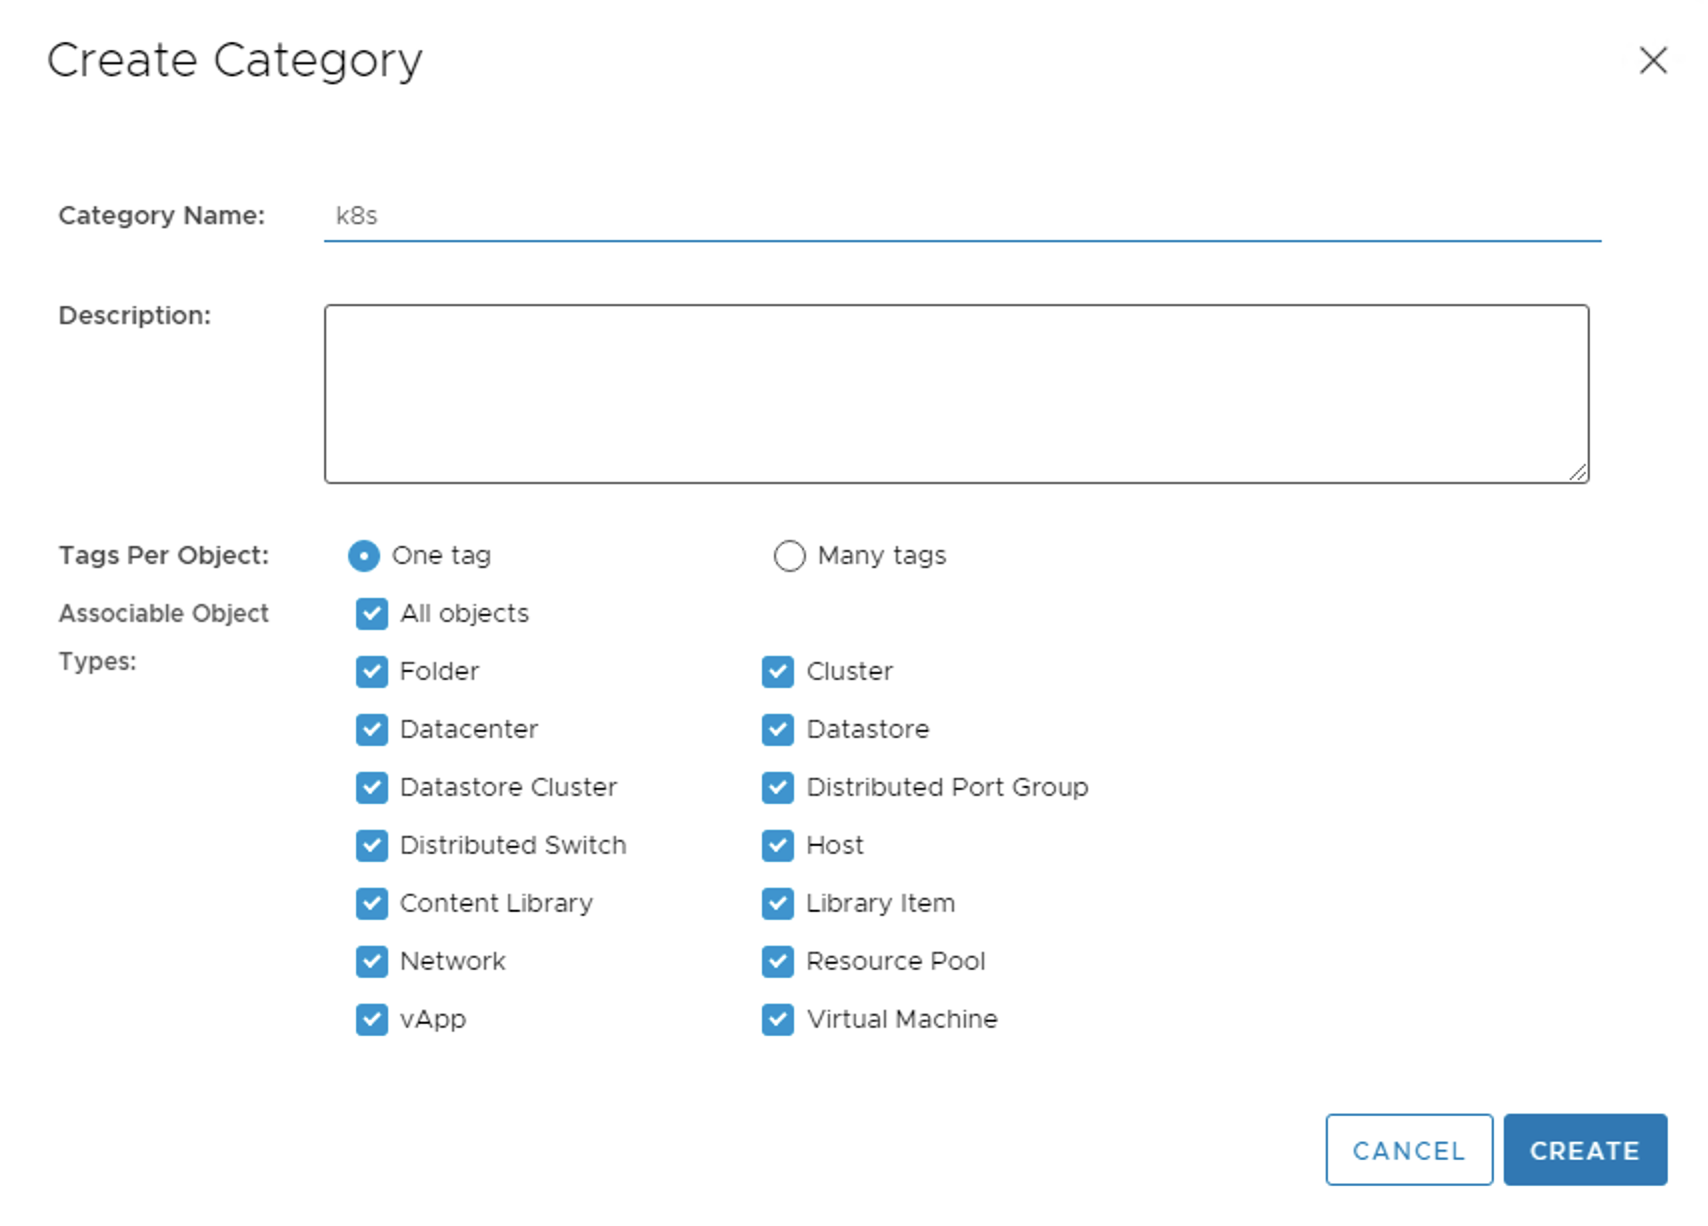 Create Category
Category Name: k8s
Description:
Tags Per Object: One tag Many tags
Associable Object Types: All objects
Folder Cluster
Datacenter Datastore
Datastore Cluster Distributed Port Group
Distributed Switch Host
Content Library Library Item
Network Resource Pool
vApp Virtual Machine
CANCEL CREATE